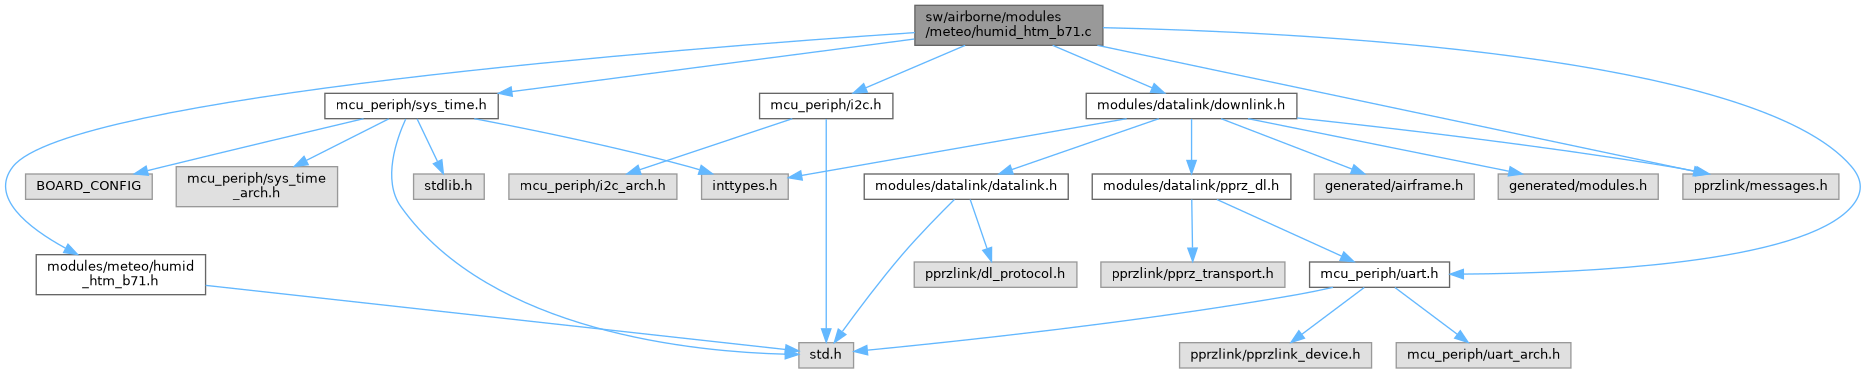 sw/airborne/modules
/meteo/humid_htm_b71.c
mcu_periph/sys_time.h
mcu_periph/i2c.h
modules/datalink/downlink.h
BOARD_CONFIG
mcu_periph/sys_time
_arch.h
stdlib.h
mcu_periph/i2c_arch.h
inttypes.h
modules/datalink/datalink.h
modules/datalink/pprz_dl.h
generated/airframe.h
generated/modules.h
pprzlink/messages.h
modules/meteo/humid
_htm_b71.h
pprzlink/dl_protocol.h
pprzlink/pprz_transport.h
mcu_periph/uart.h
std.h
pprzlink/pprzlink_device.h
mcu_periph/uart_arch.h